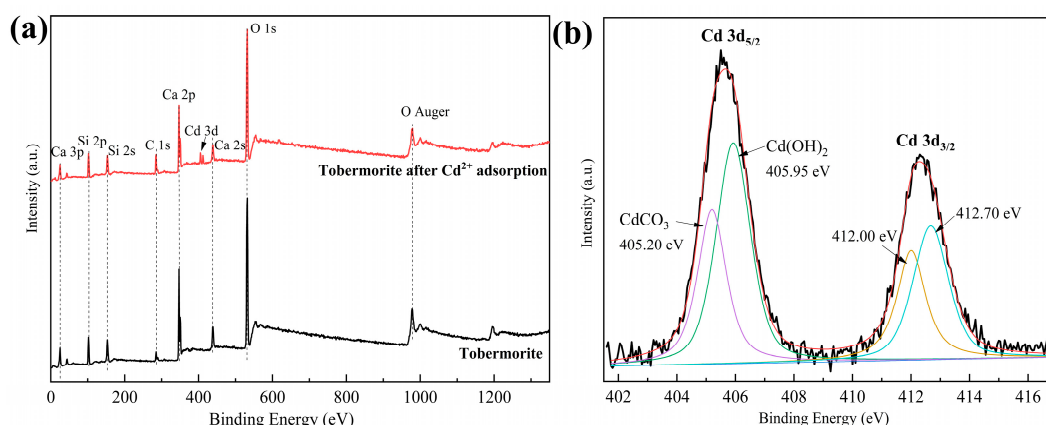 (a)
Intensity (a.u.)
Ca 3p
Si 2p
Si 2s
C 1s
Ca 2p
Cd 3d
Ca 2s
O 1s
O Auger
Tobermorite after Cd²⁺ adsorption
Tobermorite
0 200 400 600 800 1000 1200
Binding Energy (eV)
(b)
Intensity (a.u.)
Cd 3d₅/₂
Cd(OH)₂
405.95 eV
CdCO₃
405.20 eV
Cd 3d₃/₂
412.70 eV
412.00 eV
402 404 406 408 410 412 414 416
Binding Energy (eV)